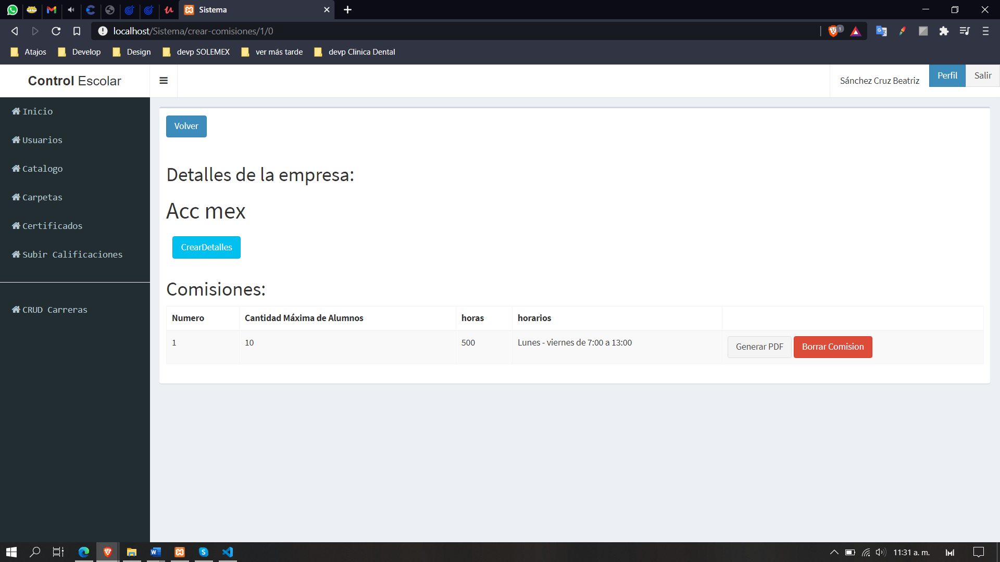 Sistema
localhost/Sistema/crear-comisiones/1/0
1
Atajos
Develop
Design
devp SOLEMEX
ver más tarde
devp Clinica Dental
Control Escolar
Sánchez Cruz Beatriz
Perfil
Salir
Inicio
Usuarios
Catalogo
Carpetas
Certificados
Subir Calificaciones
CRUD Carreras
Volver
Detalles de la empresa:
Acc mex
CrearDetalles
Comisiones:
Numero Cantidad Máxima de Alumnos horas horarios
1 10 500 Lunes - viernes de 7:00 a 13:00 Generar PDF Borrar Comision
11:31 a. m.